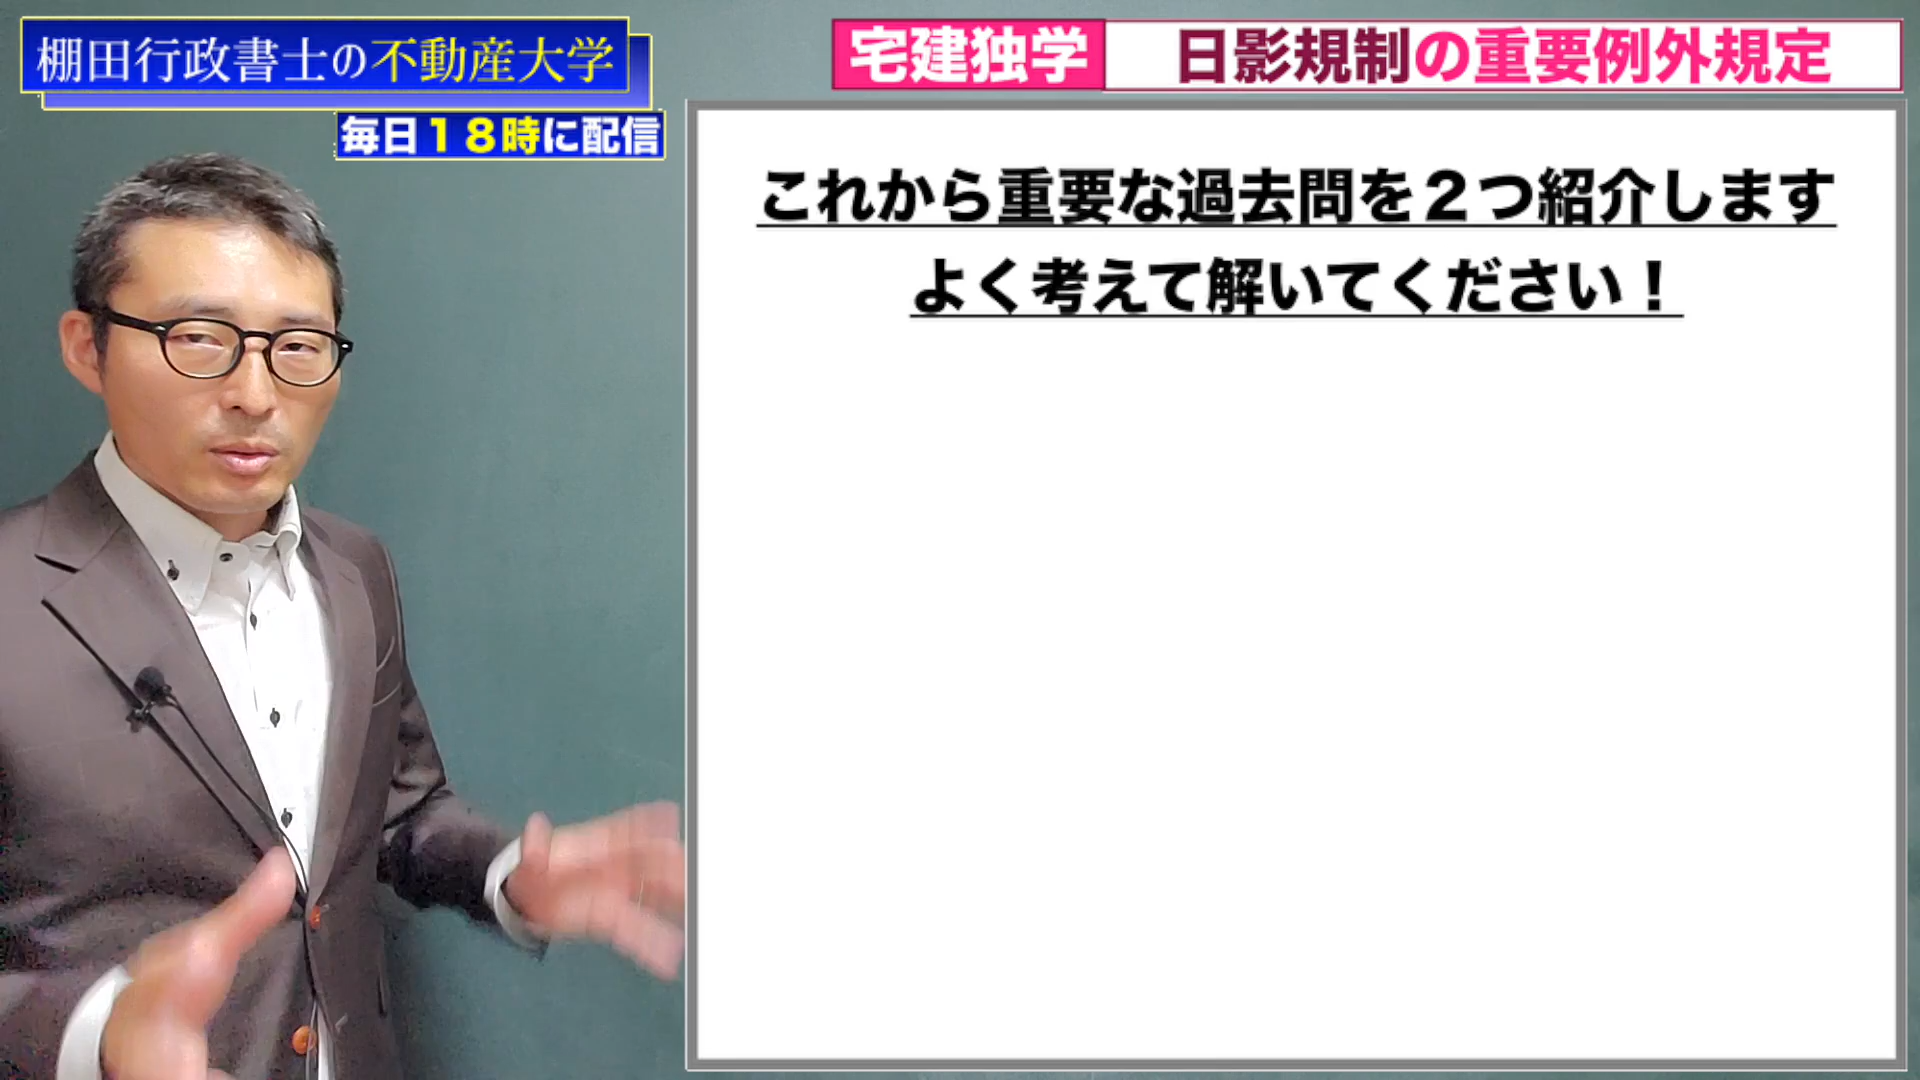 棚田行政書士の不動産大学
毎日１８時に配信
宅建独学
日影規制の重要例外規定
これから重要な過去問を２つ紹介します
よく考えて解いてください！